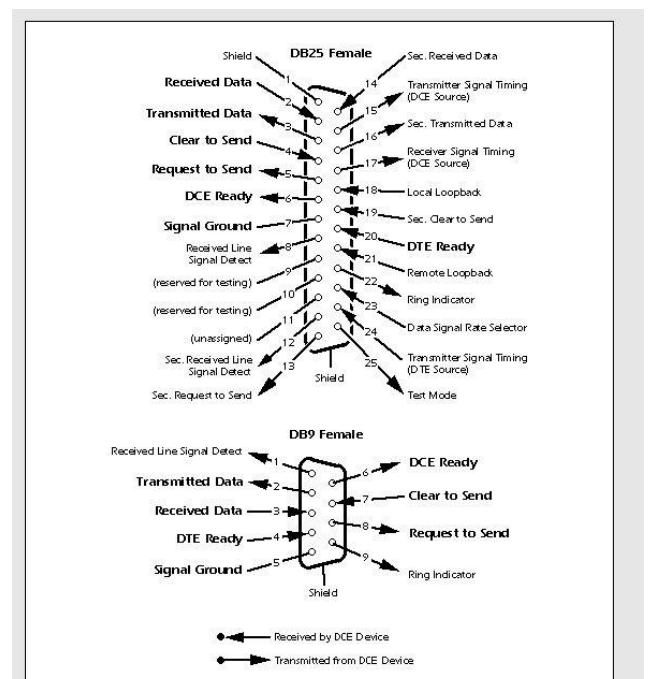 DB25 Female
Shield
1
Received Data
2
Transmitted Data
3
Clear to Send
4
Request to Send
5
DCE Ready
6
Signal Ground
7
Received Line
Signal Detect
8
(reserved for testing)
9
(reserved for testing)
10
(unassigned)
11
Sec. Received Line
Signal Detect
12
Sec. Request to Send
13
Sec. Received Data
14
Transmitter Signal Timing
(DCE Source)
15
Sec. Transmitted Data
16
Receiver Signal Timing
(DCE Source)
17
Local Loopback
18
Sec. Clear to Send
19
DTE Ready
20
Remote Loopback
21
Ring Indicator
22
Data Signal Rate Selector
23
Transmitter Signal Timing
(DTE Source)
24
Test Mode
25
Shield
DB9 Female
Received Line Signal Detect
1
Transmitted Data
2
Received Data
3
DTE Ready
4
Signal Ground
5
DCE Ready
6
Clear to Send
7
Request to Send
8
Ring Indicator
9
Shield
Received by DCE Device
Transmitted from DCE Device